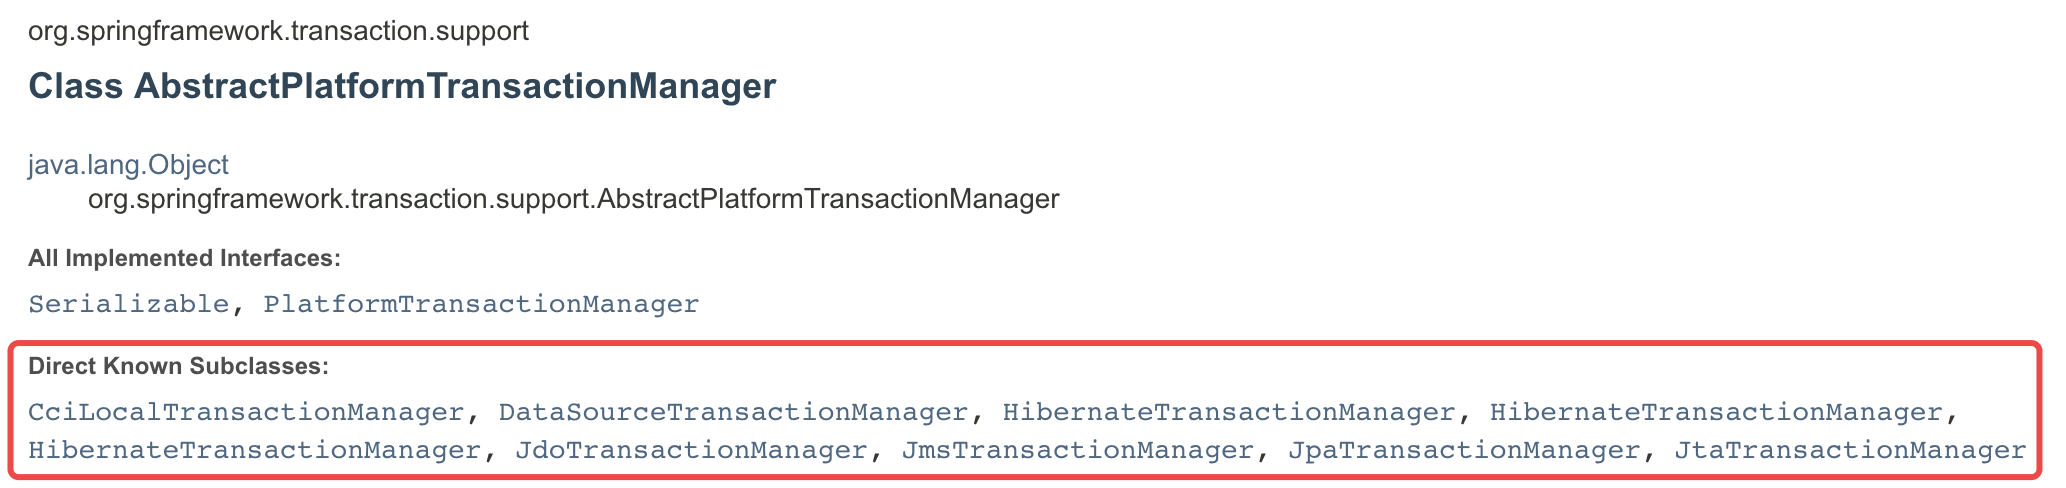 org.springframework.transaction.support
Class AbstractPlatformTransactionManager
java.lang.Object
org.springframework.transaction.support.AbstractPlatformTransactionManager
All Implemented Interfaces:
Serializable, PlatformTransactionManager
Direct Known Subclasses:
CciLocalTransactionManager, DataSourceTransactionManager, HibernateTransactionManager, HibernateTransactionManager,
HibernateTransactionManager, JdoTransactionManager, JmsTransactionManager, JpaTransactionManager, JtaTransactionManager